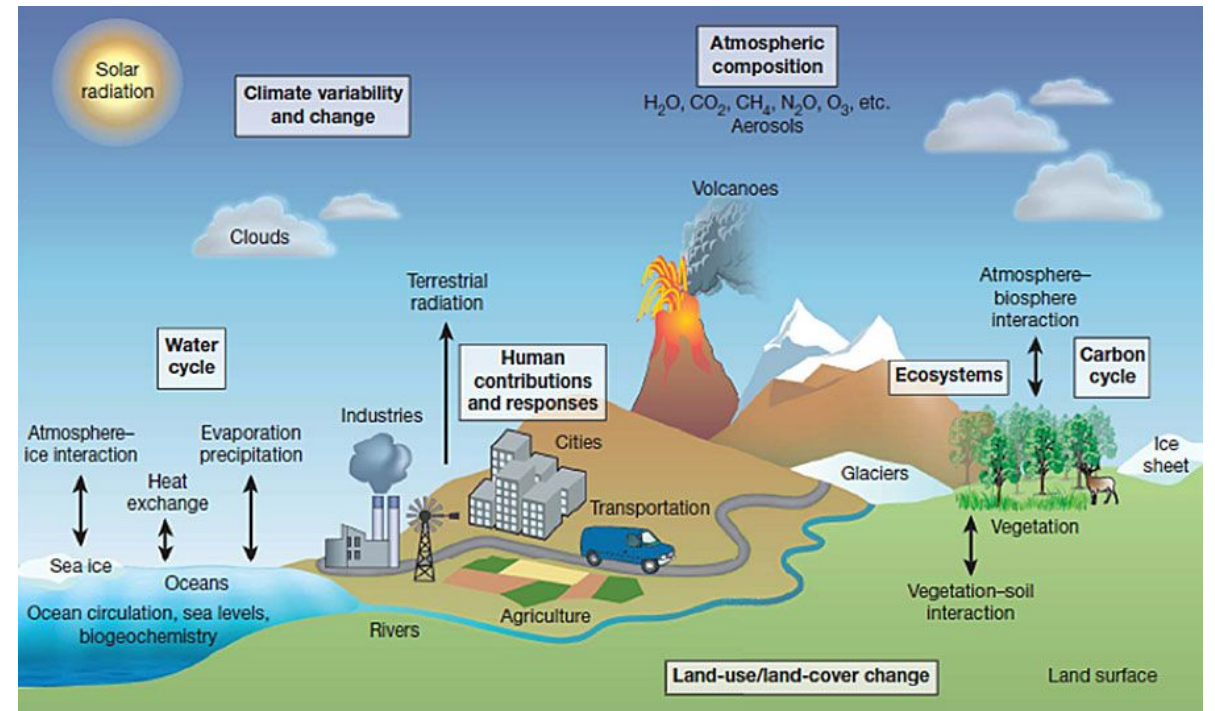 Solar
radiation
Climate variability
and change
Atmospheric
composition
H₂O, CO₂, CH₄, N₂O, O₃, etc.
Aerosols
Volcanoes
Clouds
Terrestrial
radiation
Atmosphere–
biosphere
interaction
Water
cycle
Human
contributions
and responses
Ecosystems
Carbon
cycle
Industries
Cities
Atmosphere–
ice interaction
Evaporation
precipitation
Heat
exchange
Glaciers
Ice
sheet
Transportation
Vegetation
Sea ice
Oceans
Ocean circulation, sea levels,
biogeochemistry
Agriculture
Rivers
Vegetation–soil
interaction
Land-use/land-cover change
Land surface